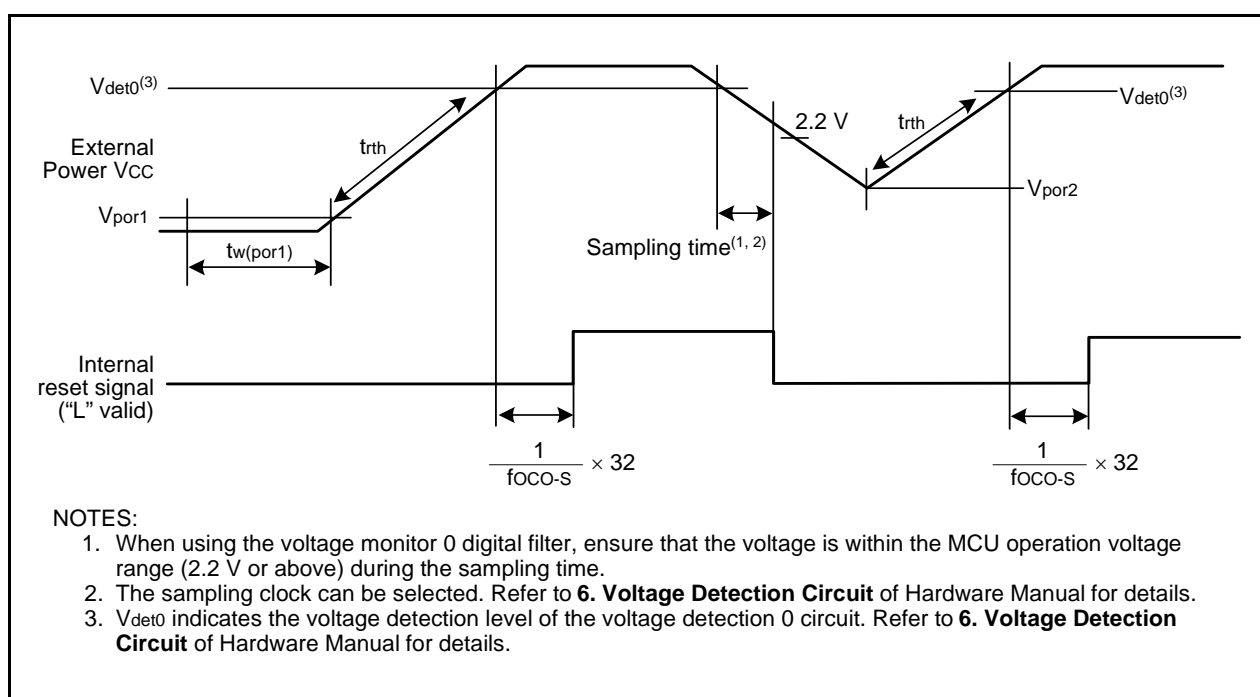 Vdet0(3)
2.2 V
Vdet0(3)
trth
trth
External
Power VCC
Vpor1
Vpor2
tw(por1)
Sampling time(1, 2)
Internal
reset signal
(“L” valid)
1
fOCO-S
× 32
1
fOCO-S
× 32
NOTES:
1. When using the voltage monitor 0 digital filter, ensure that the voltage is within the MCU operation voltage
range (2.2 V or above) during the sampling time.
2. The sampling clock can be selected. Refer to 6. Voltage Detection Circuit of Hardware Manual for details.
3. Vdet0 indicates the voltage detection level of the voltage detection 0 circuit. Refer to 6. Voltage Detection
Circuit of Hardware Manual for details.